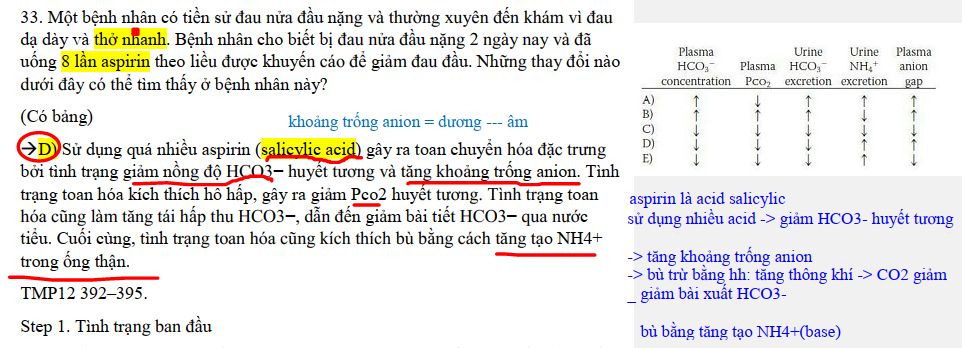 33. Một bệnh nhân có tiền sử đau nửa đầu nặng và thường xuyên đến khám vì đau
dạ dày và thở nhanh. Bệnh nhân cho biết bị đau nửa đầu nặng 2 ngày nay và đã
uống 8 lần aspirin theo liều được khuyến cáo để giảm đau đầu. Những thay đổi nào
dưới đây có thể tìm thấy ở bệnh nhân này?
(Có bảng)
khoảng trống anion = dương --- âm
→D) Sử dụng quá nhiều aspirin (salicylic acid) gây ra toan chuyển hóa đặc trưng
bởi tình trạng giảm nồng độ HCO3− huyết tương và tăng khoảng trống anion. Tình
trạng toan hóa kích thích hô hấp, gây ra giảm Pco2 huyết tương. Tình trạng toan
hóa cũng làm tăng tái hấp thu HCO3−, dẫn đến giảm bài tiết HCO3− qua nước
tiểu. Cuối cùng, tình trạng toan hóa cũng kích thích bù bằng cách tăng tạo NH4+
trong ống thận.
TMP12 392–395.
Step 1. Tình trạng ban đầu
Plasma Urine Urine Plasma
HCO₃⁻ Plasma HCO₃⁻ NH₄⁺ anion
concentration PCO₂ excretion excretion gap
A) ↑ ↓ ↑ ↑ ↑
B) ↑ ↑ ↑ ↓ ↑
C) ↓ ↓ ↓ ↓ ↓
D) ↓ ↓ ↓ ↑ ↑
E) ↓ ↓ ↓ ↓ ↑
aspirin là acid salicylic
sử dụng nhiều acid -> giảm HCO3- huyết tương
-> tăng khoảng trống anion
-> bù trừ bằng hh: tăng thông khí -> CO2 giảm
_ giảm bài xuất HCO3-
bù bằng tăng tạo NH4+(base)